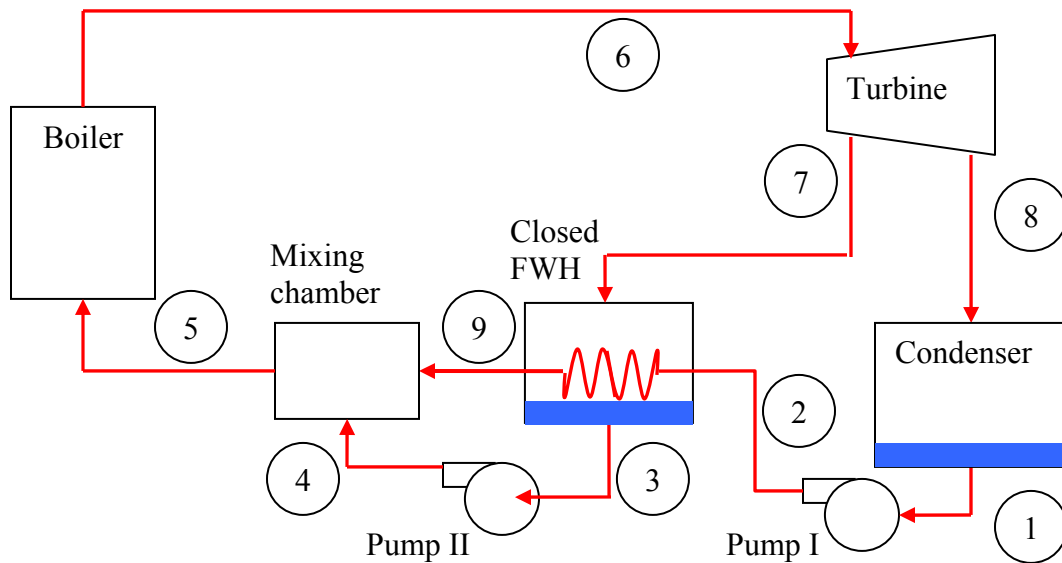 6
Turbine
Boiler
7
8
Closed
FWH
Mixing
chamber
5
9
Condenser
2
4
3
1
Pump II
Pump I